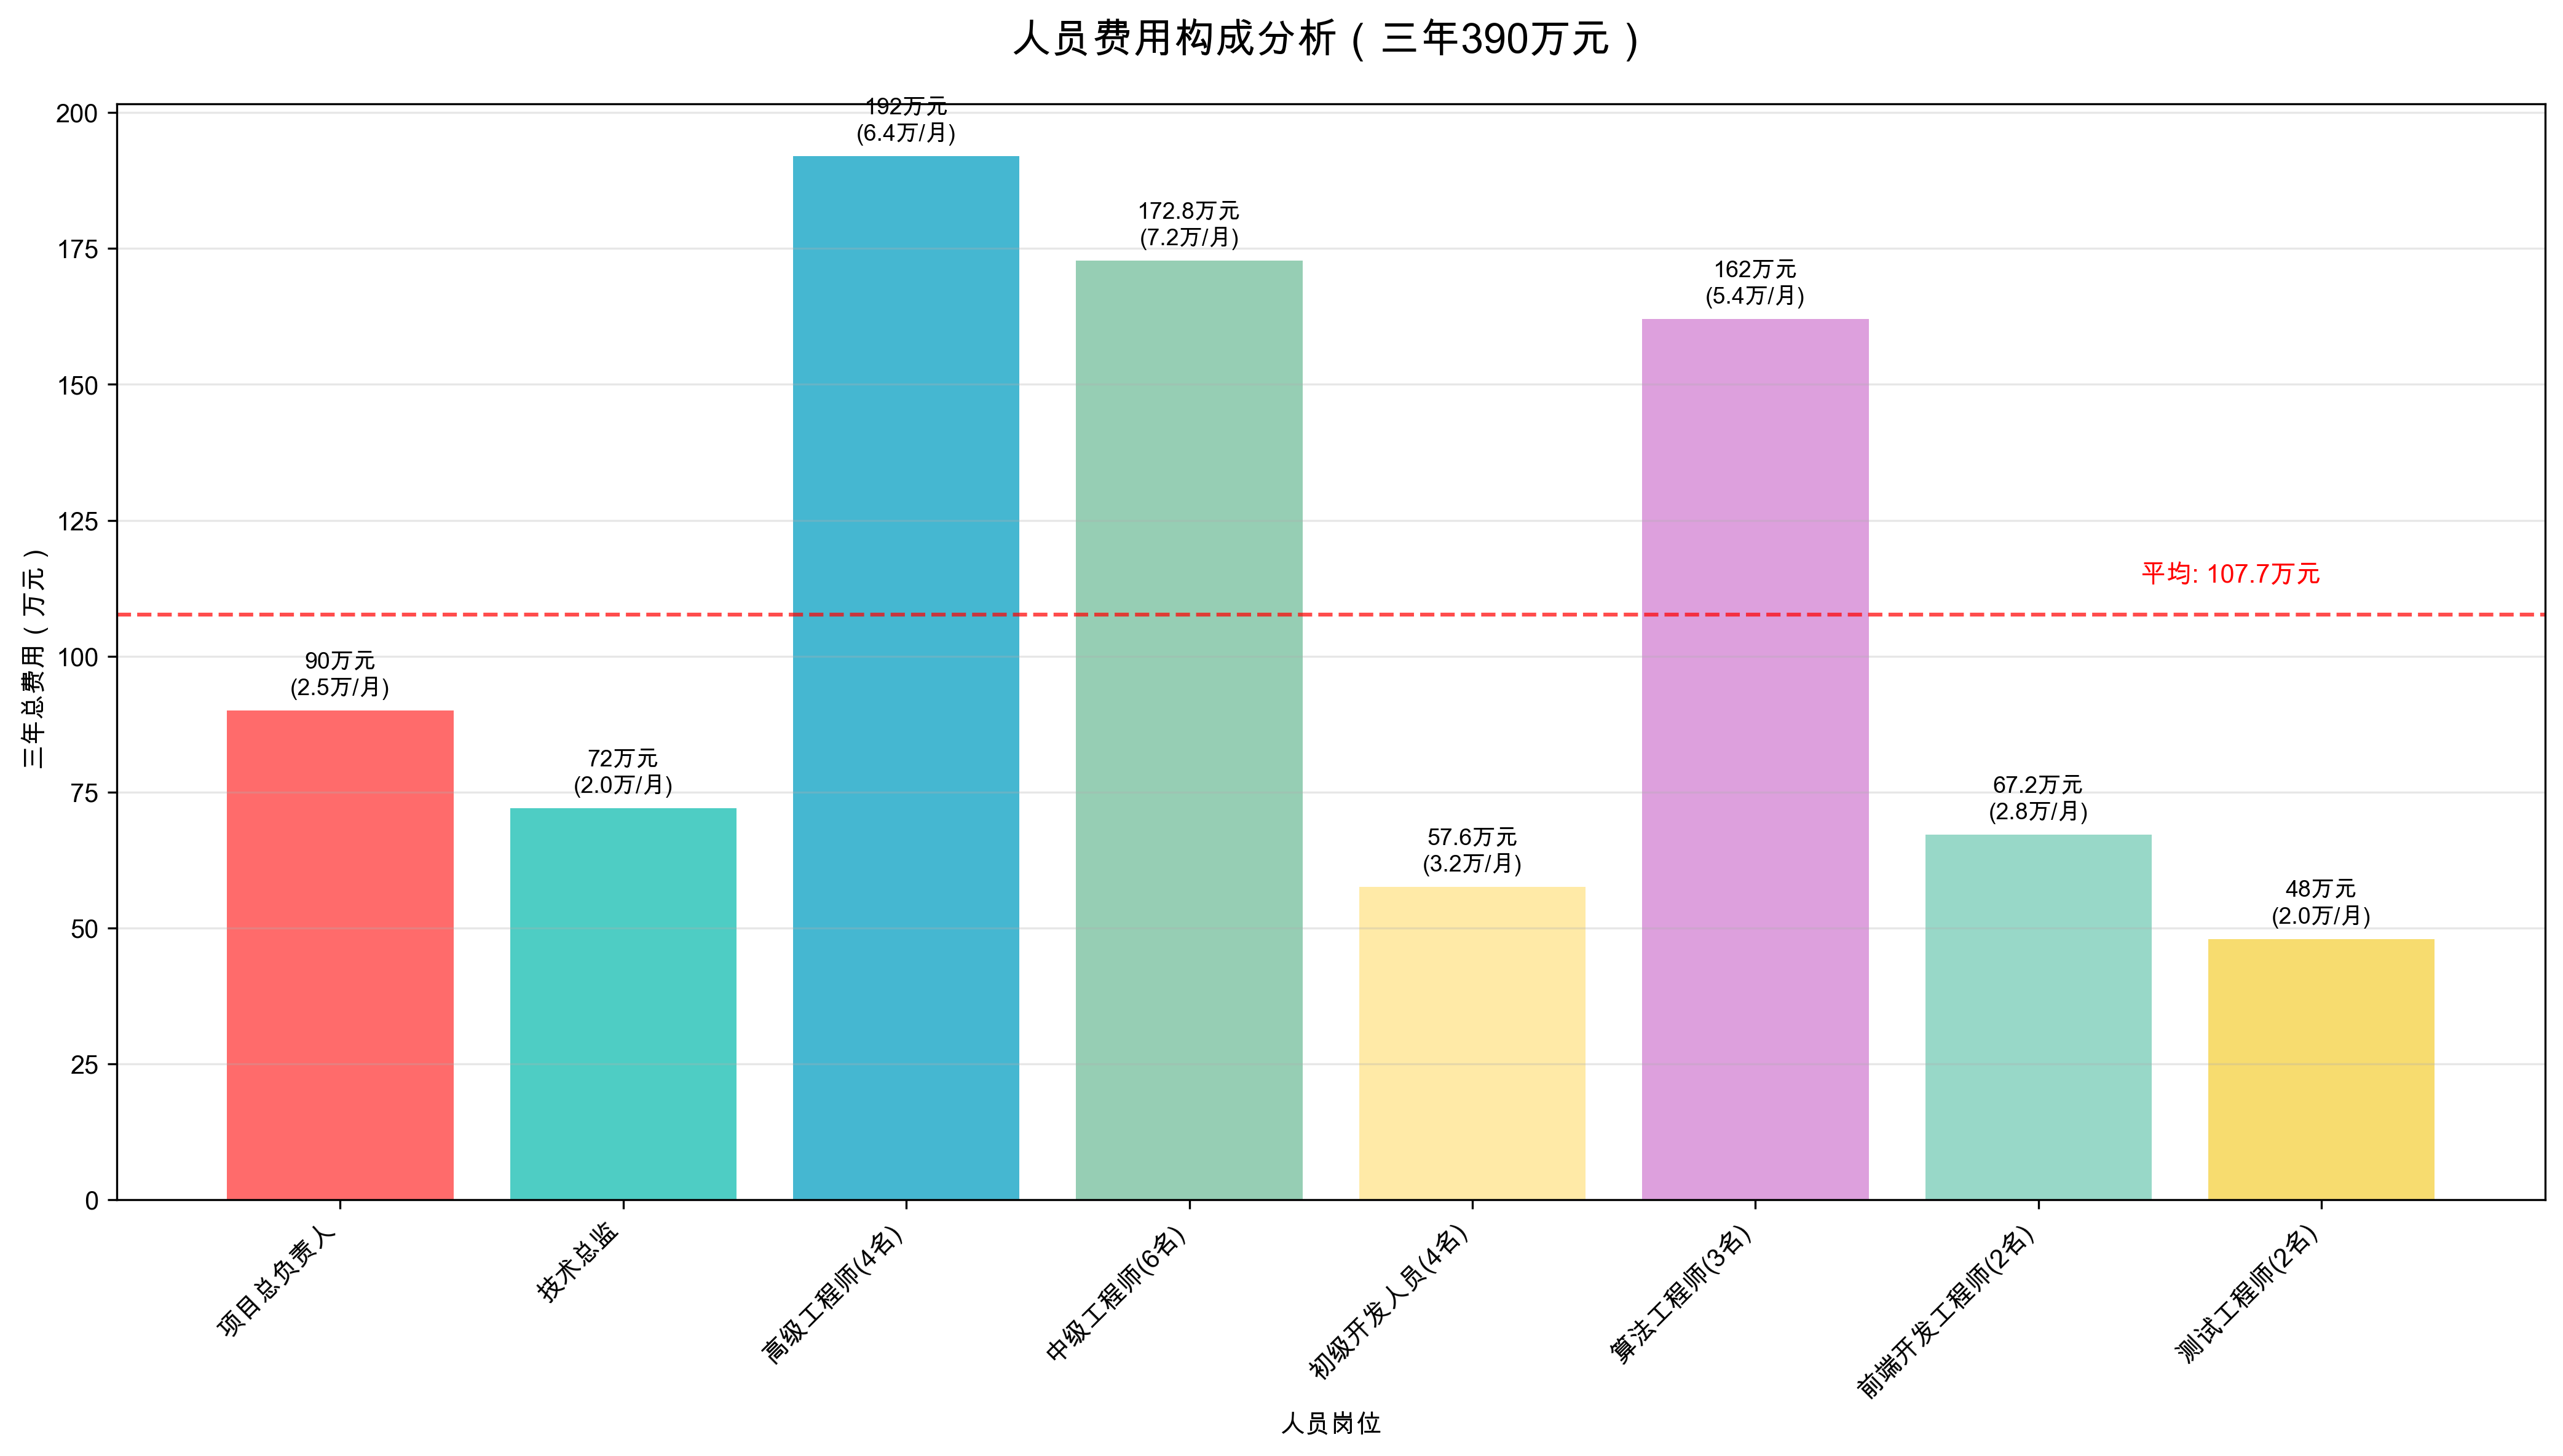 人员费用构成分析（三年390万元）
200
175
150
125
100
75
50
25
0
三年总费用（万元）
192万元
(6.4万/月)
172.8万元
(7.2万/月)
162万元
(5.4万/月)
平均: 107.7万元
90万元
(2.5万/月)
72万元
(2.0万/月)
57.6万元
(3.2万/月)
67.2万元
(2.8万/月)
48万元
(2.0万/月)
项目总负责人
技术总监
高级工程师(4名)
中级工程师(6名)
初级开发人员(4名)
算法工程师(3名)
前端开发工程师(2名)
测试工程师(2名)
人员岗位